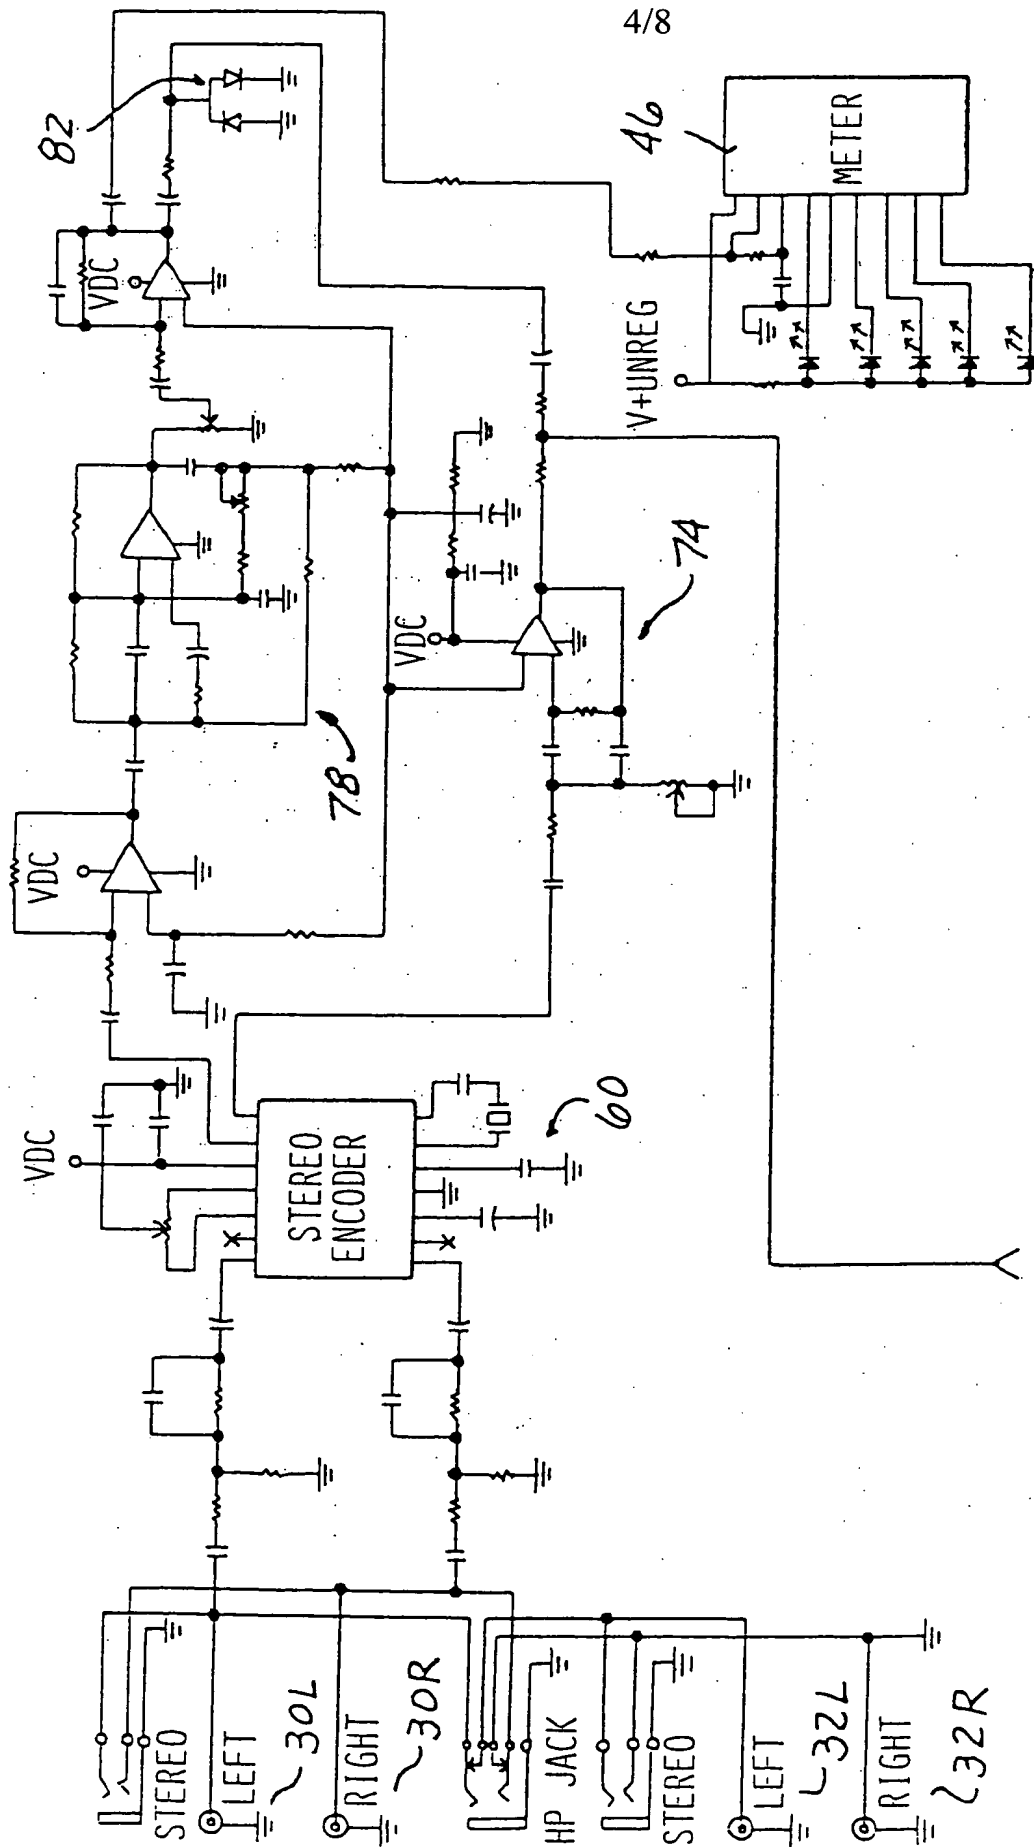 4/8
82
VDC
46
METER
V+UNREG
78
VDC
VDC
74
VDC
STEREO
ENCODER
60
STEREO
LEFT
30L
RIGHT
30R
HP JACK
STEREO
LEFT
32L
RIGHT
32R